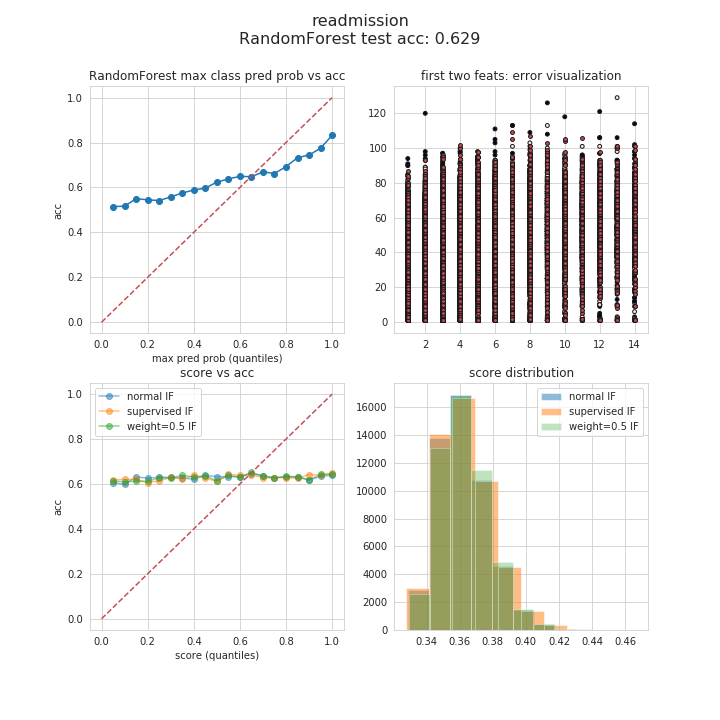 readmission
RandomForest test acc: 0.629
RandomForest max class pred prob vs acc
1.0
0.8
0.6
0.4
0.2
0.0
acc
0.0 0.2 0.4 0.6 0.8 1.0
max pred prob (quantiles)
first two feats: error visualization
120
100
80
60
40
20
0
2 4 6 8 10 12 14
score vs acc
normal IF
supervised IF
weight=0.5 IF
1.0
0.8
0.6
0.4
0.2
0.0
acc
0.0 0.2 0.4 0.6 0.8 1.0
score (quantiles)
score distribution
normal IF
supervised IF
weight=0.5 IF
16000
14000
12000
10000
8000
6000
4000
2000
0
0.34 0.36 0.38 0.40 0.42 0.44 0.46